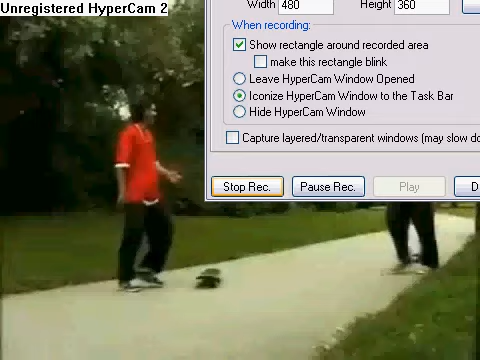 Unregistered HyperCam 2
Width 480 Height 360
When recording:
Show rectangle around recorded area
make this rectangle blink
Leave HyperCam Window Opened
Iconize HyperCam Window to the Task Bar
Hide HyperCam Window
Capture layered/transparent windows (may slow do
Stop Rec. Pause Rec. Play D